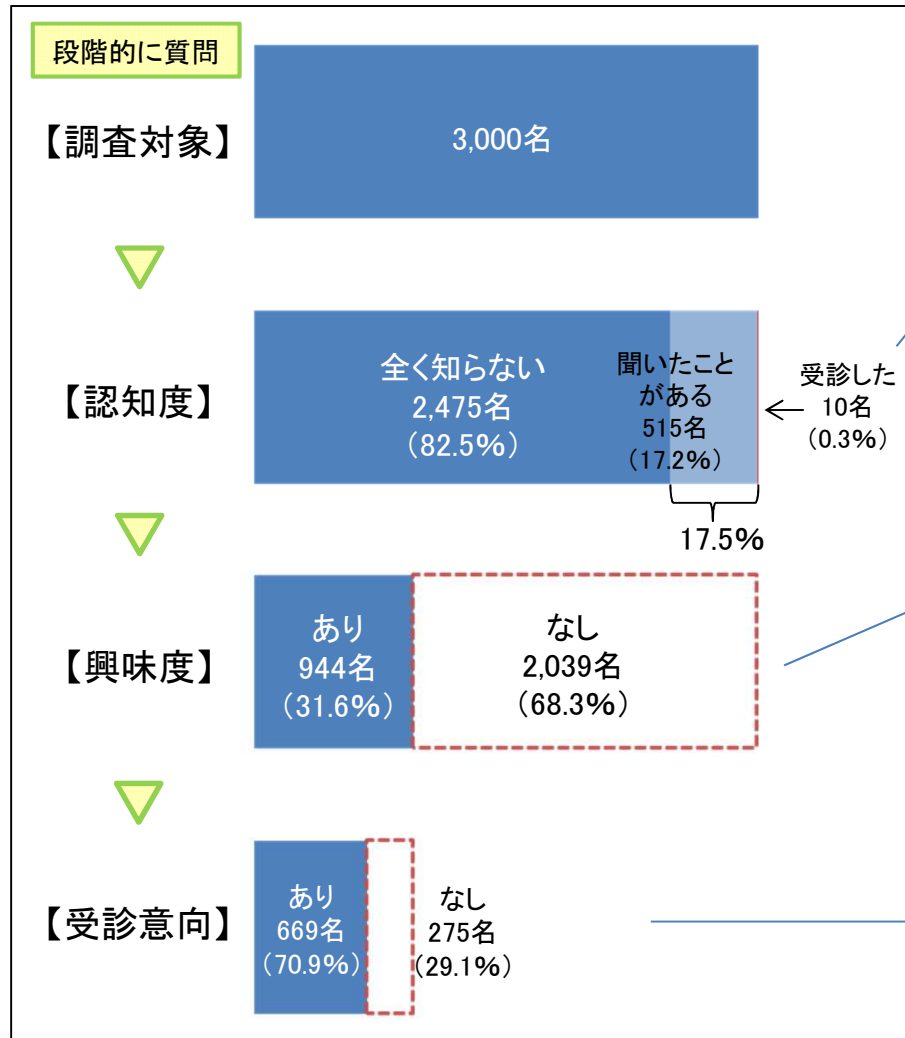 段階的に質問
【調査対象】
3,000名
【認知度】
全く知らない
2,475名
（82.5%）
聞いたこと
がある
515名
（17.2%）
受診した
10名
（0.3%）
17.5%
【興味度】
あり
944名
（31.6%）
なし
2,039名
（68.3%）
【受診意向】
あり
669名
（70.9%）
なし
275名
（29.1%）